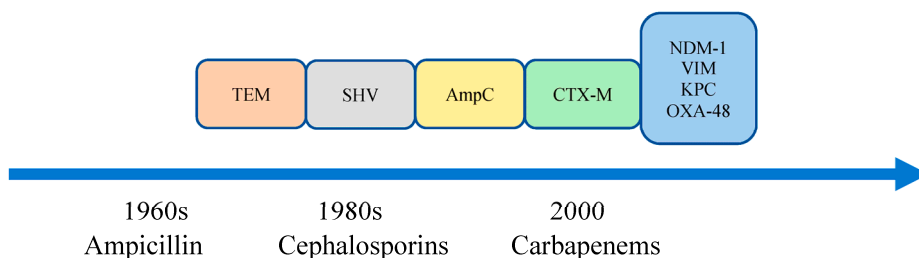 TEM
SHV
AmpC
CTX-M
NDM-1
VIM
KPC
OXA-48
1960s
Ampicillin
1980s
Cephalosporins
2000
Carbapenems